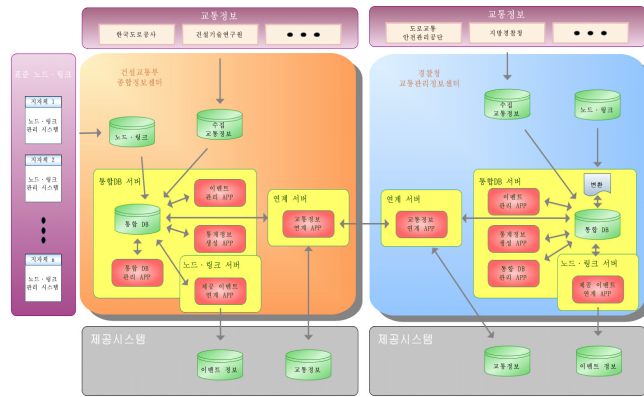 교통정보
한국도로공사
건설기술연구원
교통정보
도로교통
안전관리공단
지방경찰청
표준 노드·링크
지자체 1
노드·링크
관리 시스템
지자체 2
노드·링크
관리 시스템
지자체 n
노드·링크
관리 시스템
건설교통부
종합정보센터
노드·링크
수집
교통정보
통합DB 서버
이벤트
관리 APP
통합 DB
통계정보
생성 APP
통합 DB
관리 APP
노드·링크 서버
제공 이벤트
연계 APP
연계 서버
교통정보
연계 APP
경찰청
교통관리정보센터
수집
교통정보
노드·링크
변환
연계 서버
교통정보
연계 APP
통합DB 서버
이벤트
관리 APP
통계정보
생성 APP
통합 DB
통합 DB
관리 APP
노드·링크 서버
제공 이벤트
연계 APP
제공시스템
이벤트 정보
교통정보
제공시스템
교통정보
이벤트 정보